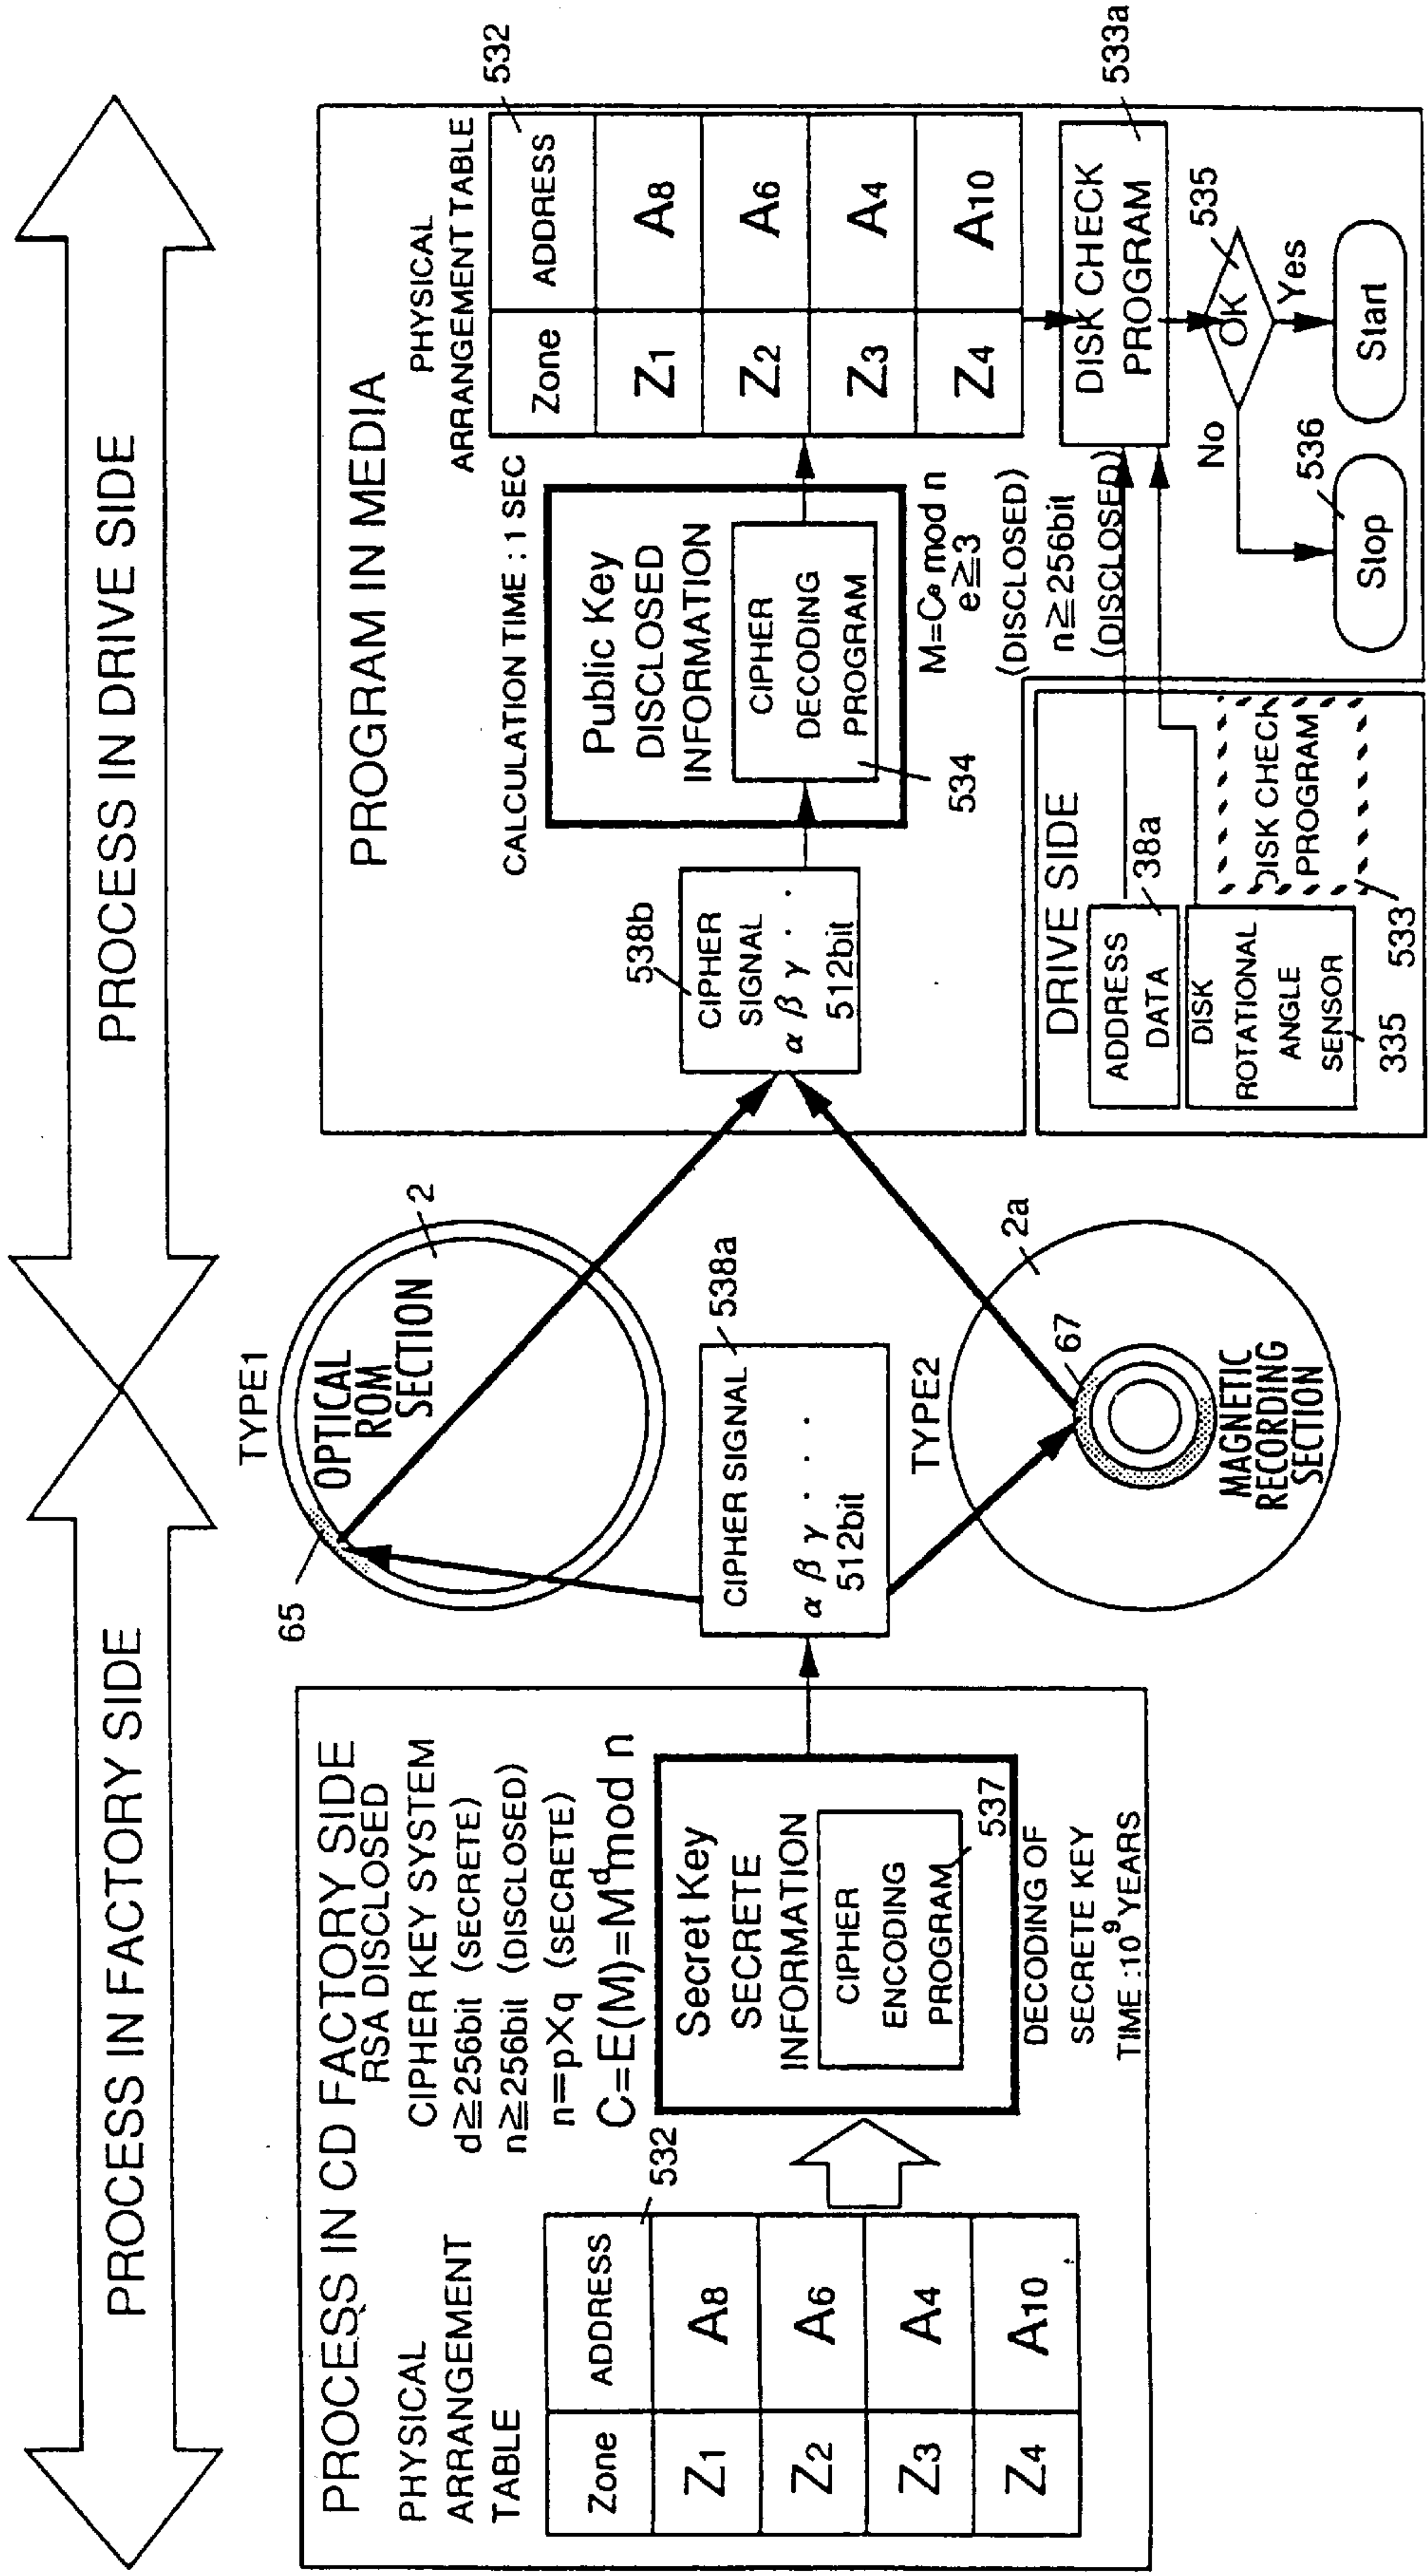 PROCESS IN FACTORY SIDE
PROCESS IN DRIVE SIDE
PROCESS IN CD FACTORY SIDE
RSA DISCLOSED
CIPHER KEY SYSTEM
d≧256bit (SECRETE)
n≧256bit (DISCLOSED)
n=p×q (SECRETE)
C=E(M)=M^d mod n
PHYSICAL
ARRANGEMENT
TABLE
532
Zone ADDRESS
Z1 A8
Z2 A6
Z3 A4
Z4 A10
Secret Key
SECRETE
INFORMATION
CIPHER
ENCODING
PROGRAM
537
DECODING OF
SECRETE KEY
TIME:10^9 YEARS
TYPE1
65
OPTICAL
ROM
SECTION
2
538a
CIPHER SIGNAL
α β γ · · · ·
512bit
TYPE2
2a
67
MAGNETIC
RECORDING
SECTION
PROGRAM IN MEDIA
538b
CIPHER
SIGNAL
α β γ · · ·
512bit
CALCULATION TIME : 1 SEC
Public Key
DISCLOSED
INFORMATION
CIPHER
DECODING
PROGRAM
534
M=C^e mod n
e≧3
(DISCLOSED)
n≧256bit
(DISCLOSED)
PHYSICAL
ARRANGEMENT TABLE
532
Zone ADDRESS
Z1 A8
Z2 A6
Z3 A4
Z4 A10
DISK CHECK
PROGRAM
533a
OK
535
No
Yes
536
Stop
Start
DRIVE SIDE
ADDRESS
DATA
38a
DISK
ROTATIONAL
ANGLE
SENSOR
335
DISK CHECK
PROGRAM
533